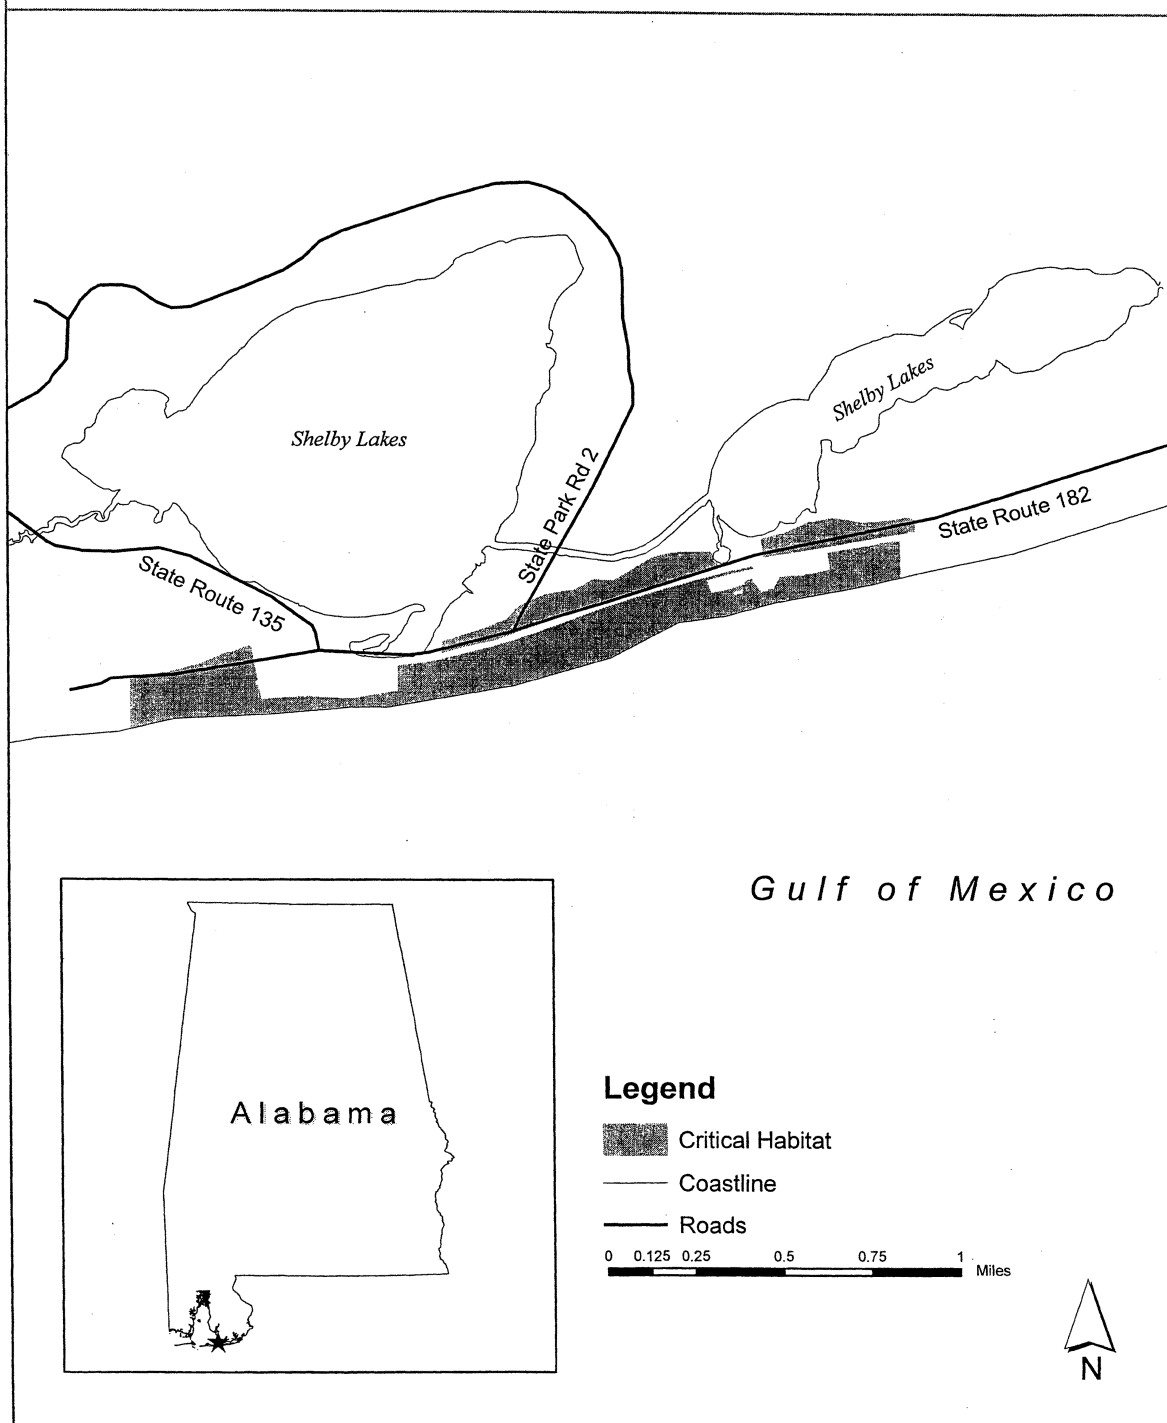 Shelby Lakes
Shelby Lakes
State Park Rd 2
State Route 182
State Route 135
Gulf of Mexico
Alabama
Legend
Critical Habitat
Coastline
Roads
0 0.125 0.25 0.5 0.75 1
Miles
N